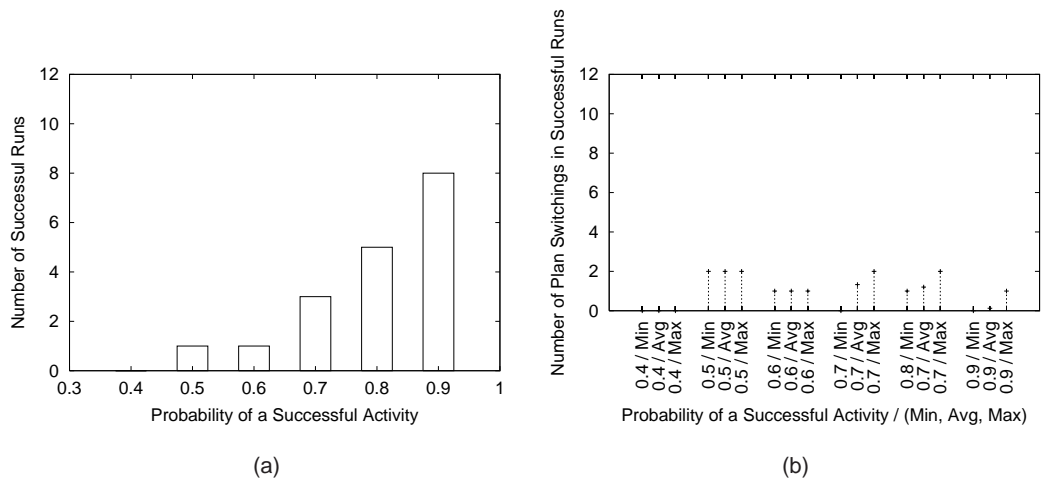 Number of Successul Runs
12
10
8
6
4
2
0
0.3
0.4
0.5
0.6
0.7
0.8
0.9
1
Probability of a Successful Activity
(a)
Number of Plan Switchings in Successful Runs
12
10
8
6
4
2
0
0.4 / Min
0.4 / Avg
0.4 / Max
0.5 / Min
0.5 / Avg
0.5 / Max
0.6 / Min
0.6 / Avg
0.6 / Max
0.7 / Min
0.7 / Avg
0.7 / Max
0.8 / Min
0.7 / Avg
0.7 / Max
0.9 / Min
0.9 / Avg
0.9 / Max
Probability of a Successful Activity / (Min, Avg, Max)
(b)